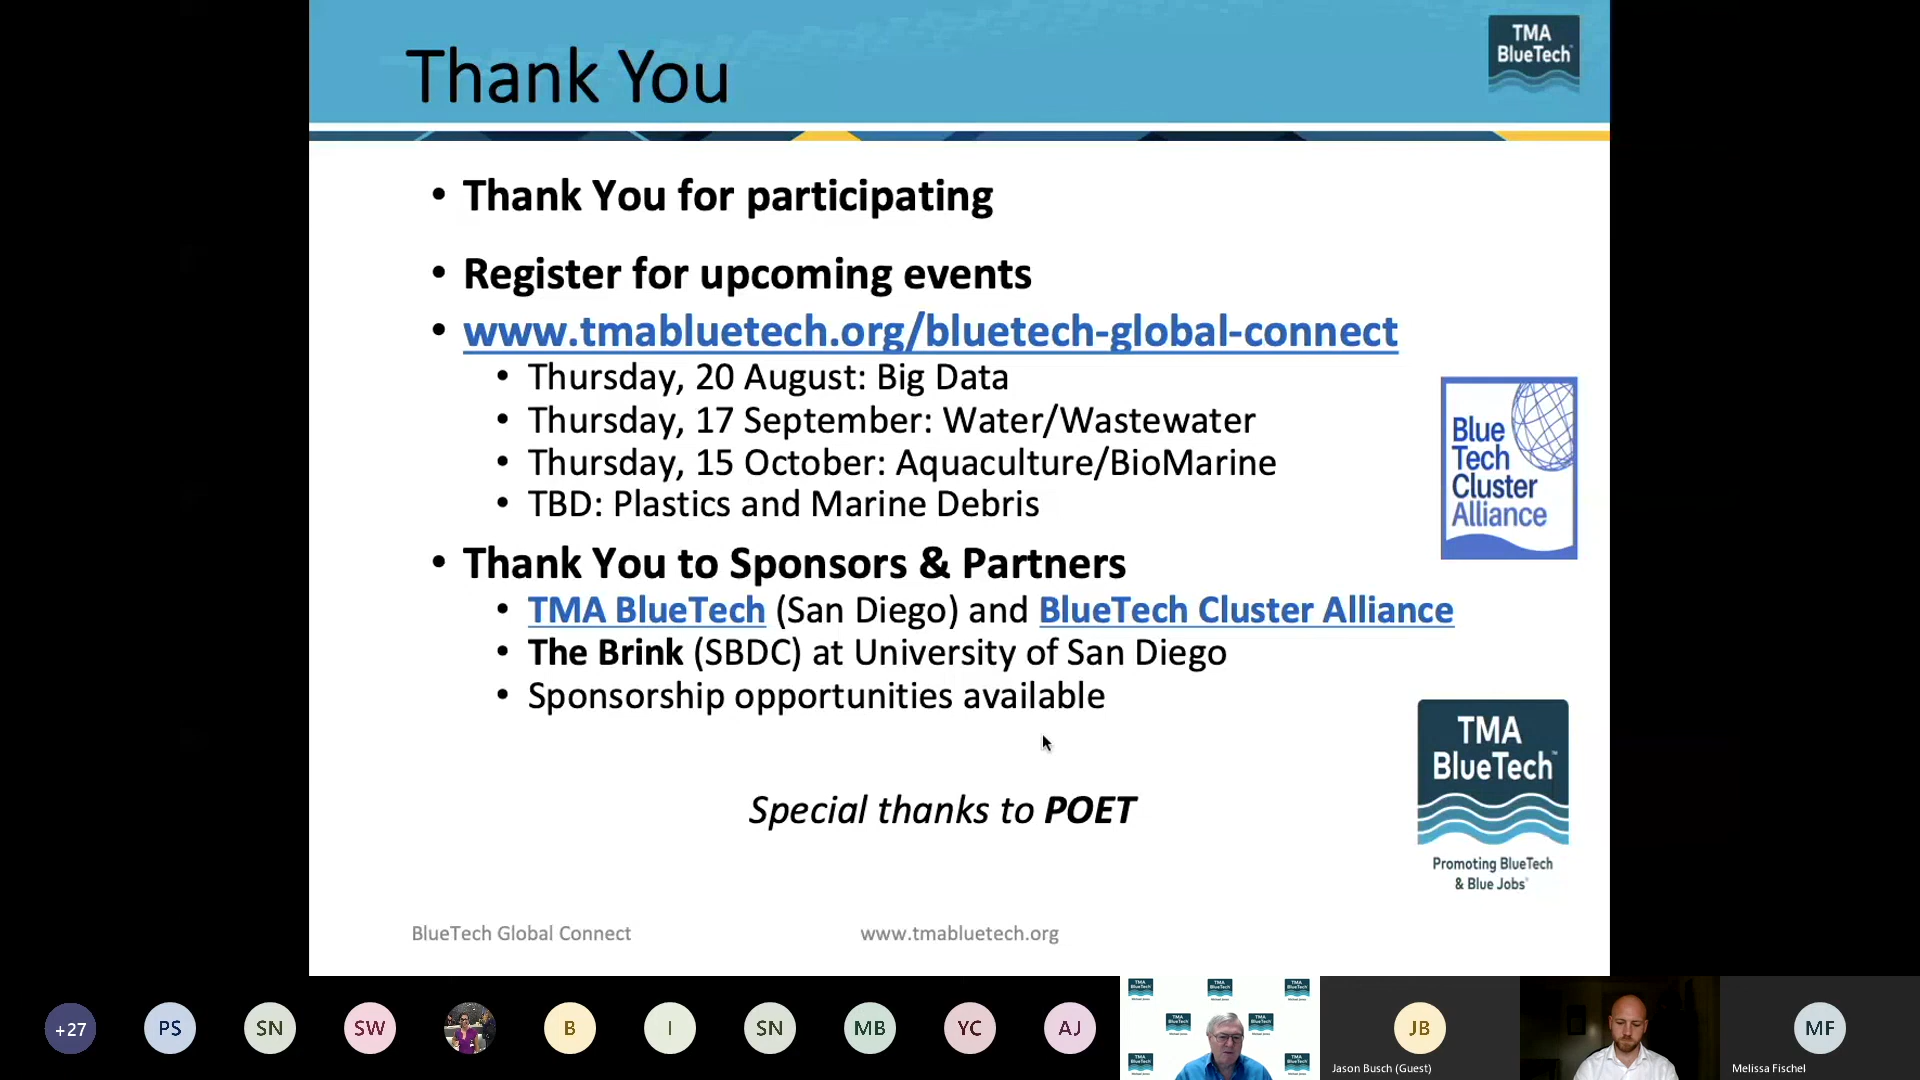 Thank You
TMA
BlueTech
• Thank You for participating
• Register for upcoming events
• www.tmabluetech.org/bluetech-global-connect
• Thursday, 20 August: Big Data
• Thursday, 17 September: Water/Wastewater
• Thursday, 15 October: Aquaculture/BioMarine
• TBD: Plastics and Marine Debris
Blue
Tech
Cluster
Alliance
• Thank You to Sponsors & Partners
• TMA BlueTech (San Diego) and BlueTech Cluster Alliance
• The Brink (SBDC) at University of San Diego
• Sponsorship opportunities available
Special thanks to POET
TMA
BlueTech™
Promoting BlueTech
& Blue Jobs
BlueTech Global Connect
www.tmabluetech.org
+27
PS
SN
SW
B
I
SN
MB
YC
AJ
TMA
BlueTech
TMA
BlueTech
JB
Jason Busch (Guest)
MF
Melissa Fischel